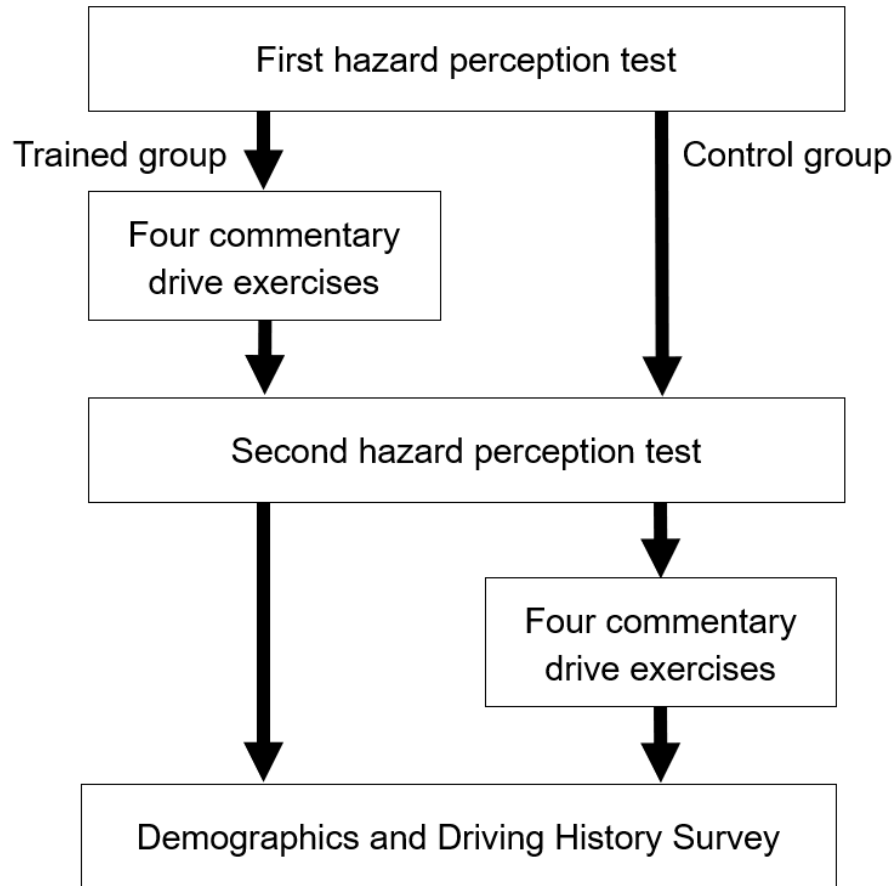 First hazard perception test
Trained group
Control group
Four commentary
drive exercises
Second hazard perception test
Four commentary
drive exercises
Demographics and Driving History Survey